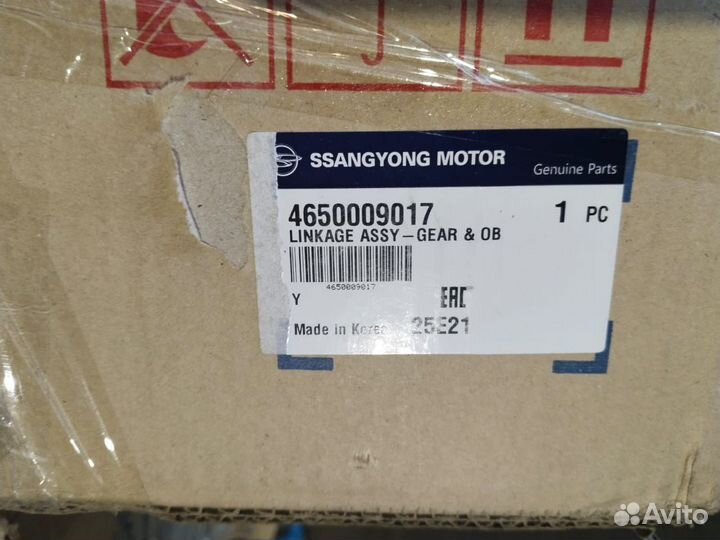 SSANGYONG MOTOR
Genuine Parts
4650009017 1 PC
LINKAGE ASSY-GEAR & OB
4650009017
Y EAC
Made in Korea 25E21
Avito